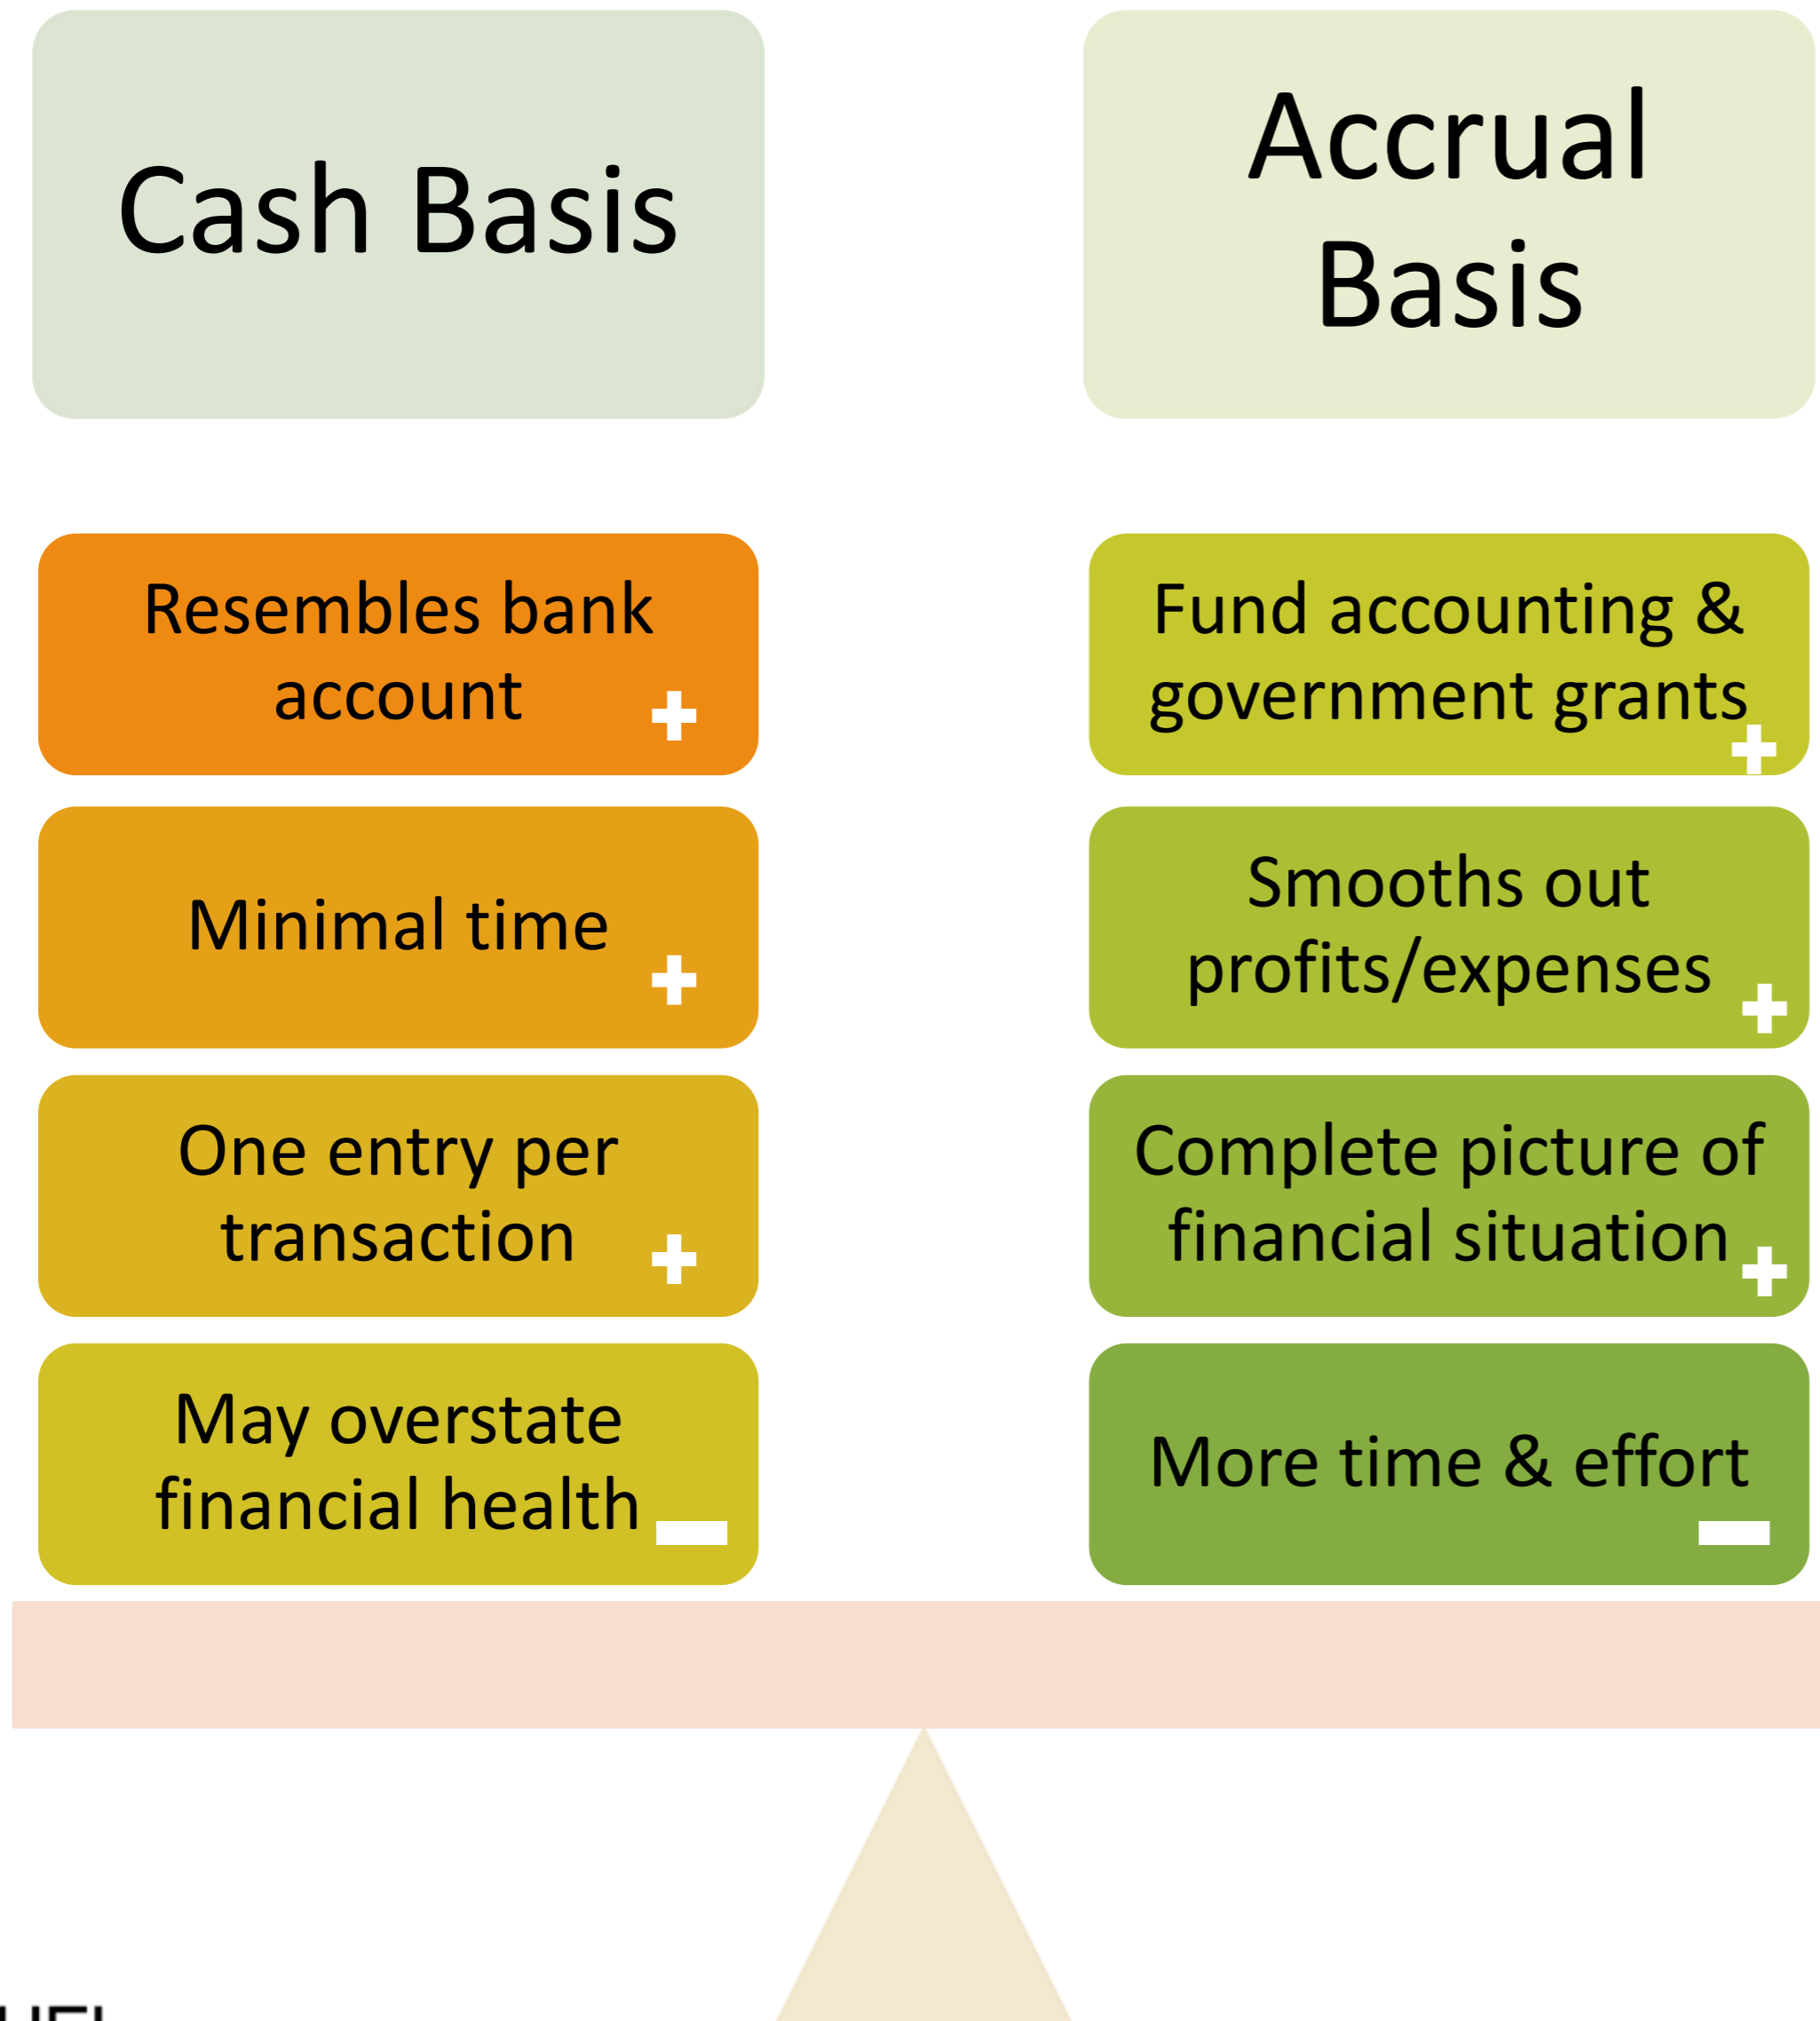 Cash Basis
Accrual
Basis
Resembles bank
account
Minimal time
One entry per
transaction
May overstate
financial health
Fund accounting &
government grants
Smooths out
profits/expenses
Complete picture of
financial situation
More time & effort